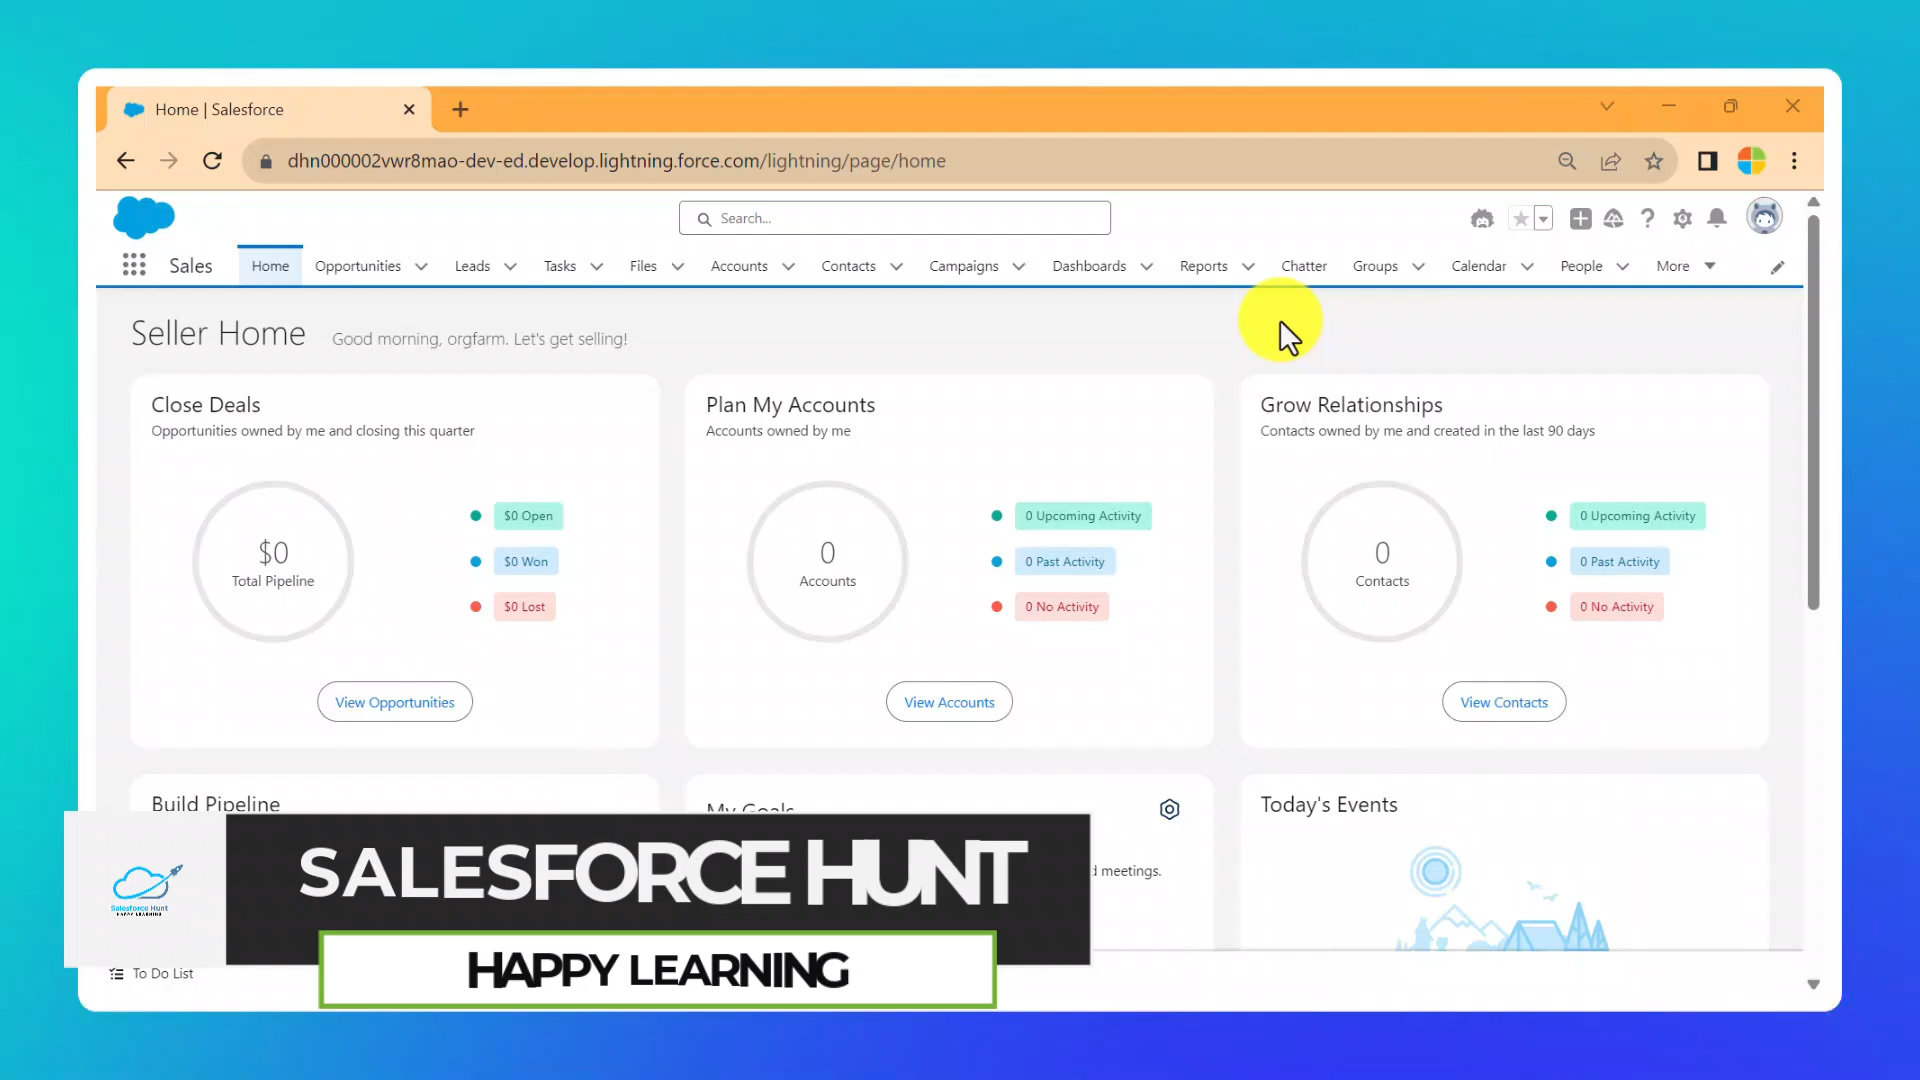 Home | Salesforce
dhn000002vwr8mao-dev-ed.develop.lightning.force.com/lightning/page/home
Search...
Sales Home Opportunities Leads Tasks Files Accounts Contacts Campaigns Dashboards Reports Chatter Groups Calendar People More
Seller Home Good morning, orgfarm. Let's get selling!
Close Deals
Opportunities owned by me and closing this quarter
$0
Total Pipeline
$0 Open
$0 Won
$0 Lost
View Opportunities
Plan My Accounts
Accounts owned by me
0
Accounts
0 Upcoming Activity
0 Past Activity
0 No Activity
View Accounts
Grow Relationships
Contacts owned by me and created in the last 90 days
0
Contacts
0 Upcoming Activity
0 Past Activity
0 No Activity
View Contacts
Build Pipeline
My Goals
meetings.
Today's Events
Salesforce Hunt
HAPPY LEARNING
SALESFORCE HUNT
HAPPY LEARNING
To Do List